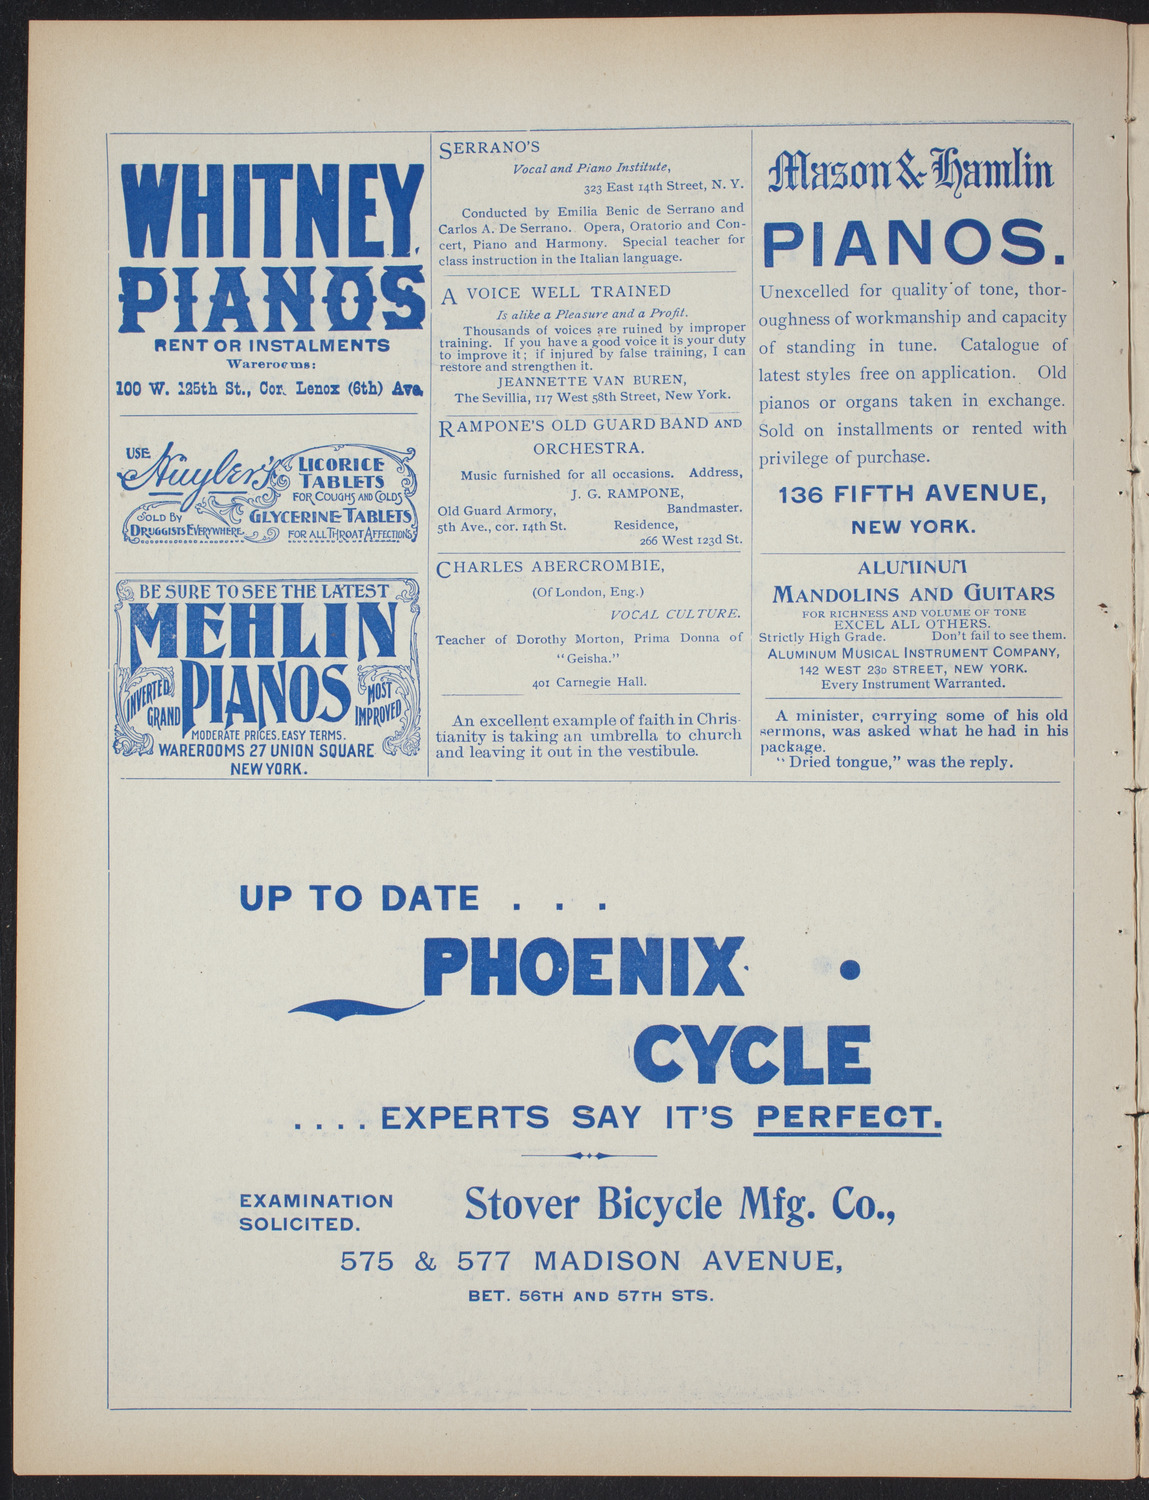 WHITNEY
PIANOS
RENT OR INSTALMENTS
Warerooms:
100 W. 125th St., Cor. Lenox (6th) Ave.
USE
Huyler's
LICORICE
TABLETS
FOR COUGHS AND COLDS
SOLD BY
DRUGGISTS EVERYWHERE
GLYCERINE TABLETS
FOR ALL THROAT AFFECTIONS
BE SURE TO SEE THE LATEST
MEHLIN
PIANOS
INVERTED
GRAND
MOST
IMPROVED
MODERATE PRICES, EASY TERMS.
WAREROOMS 27 UNION SQUARE
NEW YORK.
SERRANO'S
Vocal and Piano Institute,
323 East 14th Street, N. Y.
Conducted by Emilia Benic de Serrano and
Carlos A. De Serrano. Opera, Oratorio and Con-
cert, Piano and Harmony. Special teacher for
class instruction in the Italian language.
A VOICE WELL TRAINED
Is alike a Pleasure and a Profit.
Thousands of voices are ruined by improper
training. If you have a good voice it is your duty
to improve it; if injured by false training, I can
restore and strengthen it.
JEANNETTE VAN BUREN,
The Sevillia, 117 West 58th Street, New York.
RAMPONE'S OLD GUARD BAND AND
ORCHESTRA.
Music furnished for all occasions. Address,
J. G. RAMPONE,
Old Guard Armory, Bandmaster.
5th Ave., cor. 14th St. Residence,
266 West 123d St.
CHARLES ABERCROMBIE,
(Of London, Eng.)
VOCAL CULTURE.
Teacher of Dorothy Morton, Prima Donna of
"Geisha."
401 Carnegie Hall.
An excellent example of faith in Chris-
tianity is taking an umbrella to church
and leaving it out in the vestibule.
Mason & Hamlin
PIANOS.
Unexcelled for quality of tone, thor-
oughness of workmanship and capacity
of standing in tune. Catalogue of
latest styles free on application. Old
pianos or organs taken in exchange.
Sold on installments or rented with
privilege of purchase.
136 FIFTH AVENUE,
NEW YORK.
ALUMINUM
MANDOLINS AND GUITARS
FOR RICHNESS AND VOLUME OF TONE
EXCEL ALL OTHERS.
Strictly High Grade. Don't fail to see them.
ALUMINUM MUSICAL INSTRUMENT COMPANY,
142 WEST 23D STREET, NEW YORK.
Every Instrument Warranted.
A minister, carrying some of his old
sermons, was asked what he had in his
package.
"Dried tongue," was the reply.
UP TO DATE . . .
PHOENIX
CYCLE
. . . . EXPERTS SAY IT'S PERFECT.
EXAMINATION
SOLICITED.
Stover Bicycle Mfg. Co.,
575 & 577 MADISON AVENUE,
BET. 56TH AND 57TH STS.